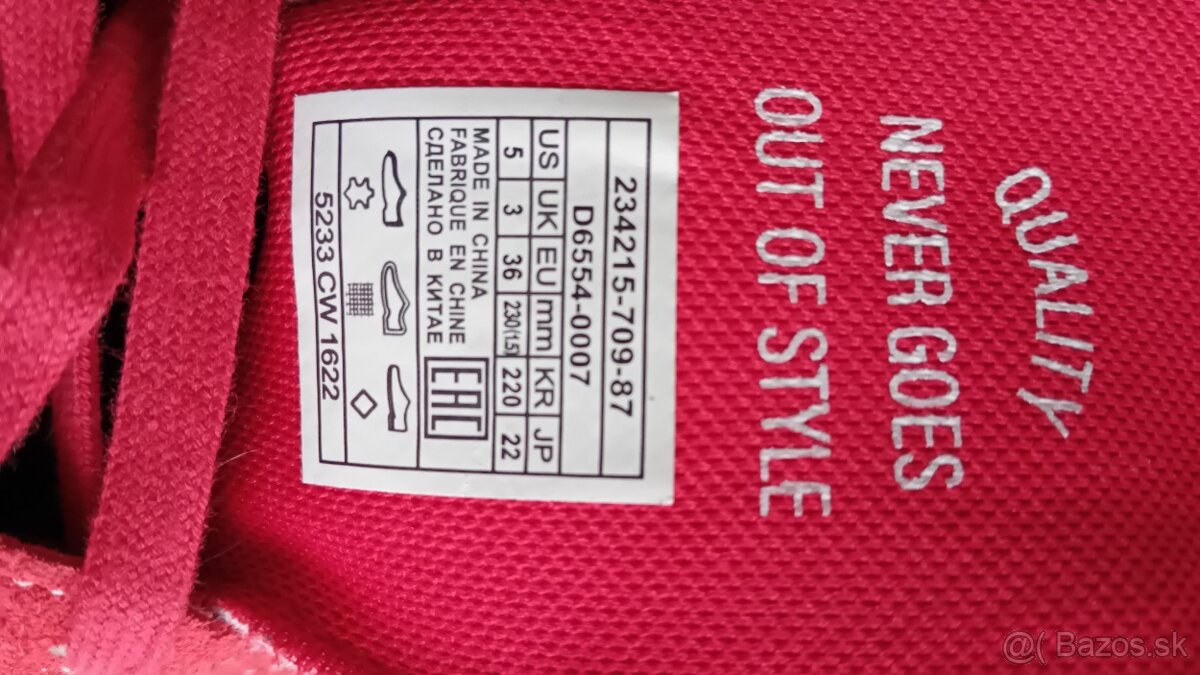 QUALITY
NEVER GOES
OUT OF STYLE
234215-709-87
D6554-0007
US UK EU mm KR JP
5 3 36 230(1.5) 220 22
MADE IN CHINA
FABRIQUE EN CHINE
СДЕЛАНО В КИТАЕ
EAC
5233 CW 1622
@( Bazos.sk